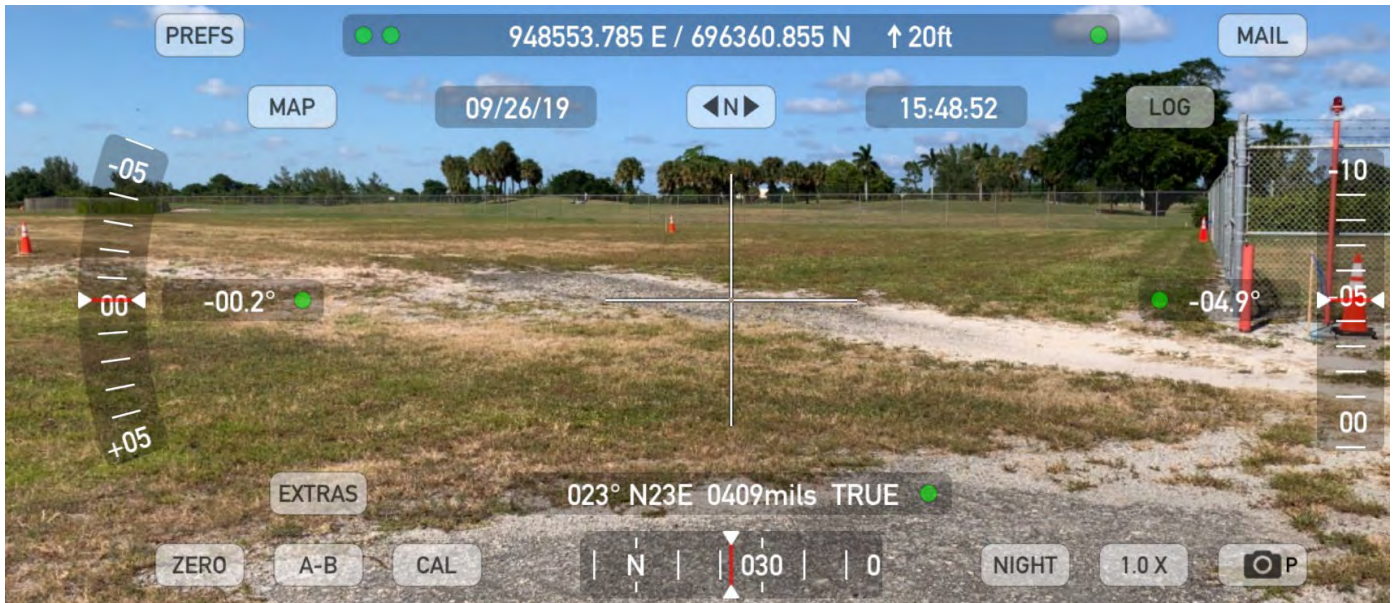 PREFS 948553.785 E / 696360.855 N ↑ 20ft MAIL
MAP 09/26/19 ◀N▶ 15:48:52 LOG
-05
-10
00 -00.2° -04.9° -05
+05
00
EXTRAS 023° N23E 0409mils TRUE
ZERO A-B CAL N 030 0 NIGHT 1.0 X P